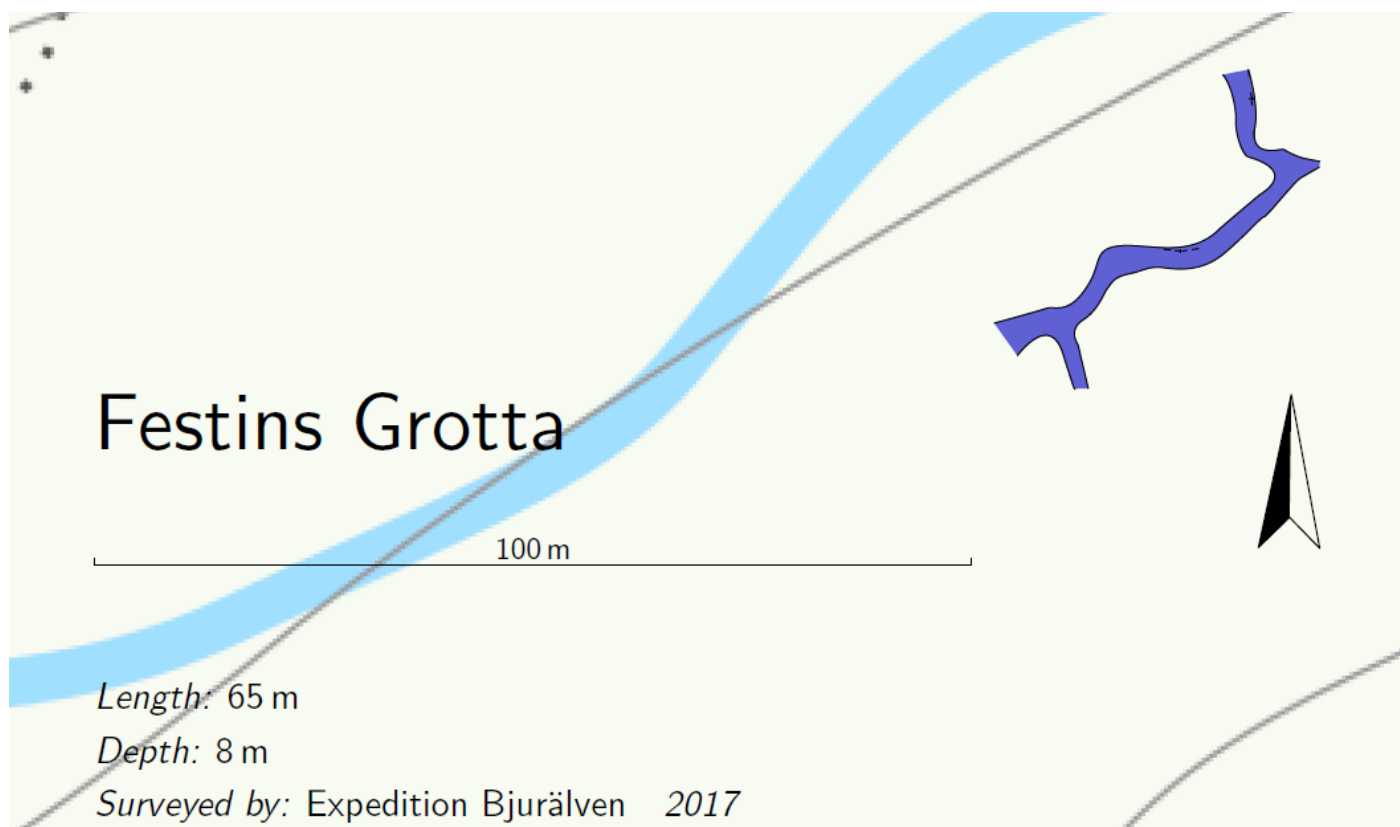 Festins Grotta
100 m
Length: 65 m
Depth: 8 m
Surveyed by: Expedition Bjurälven 2017